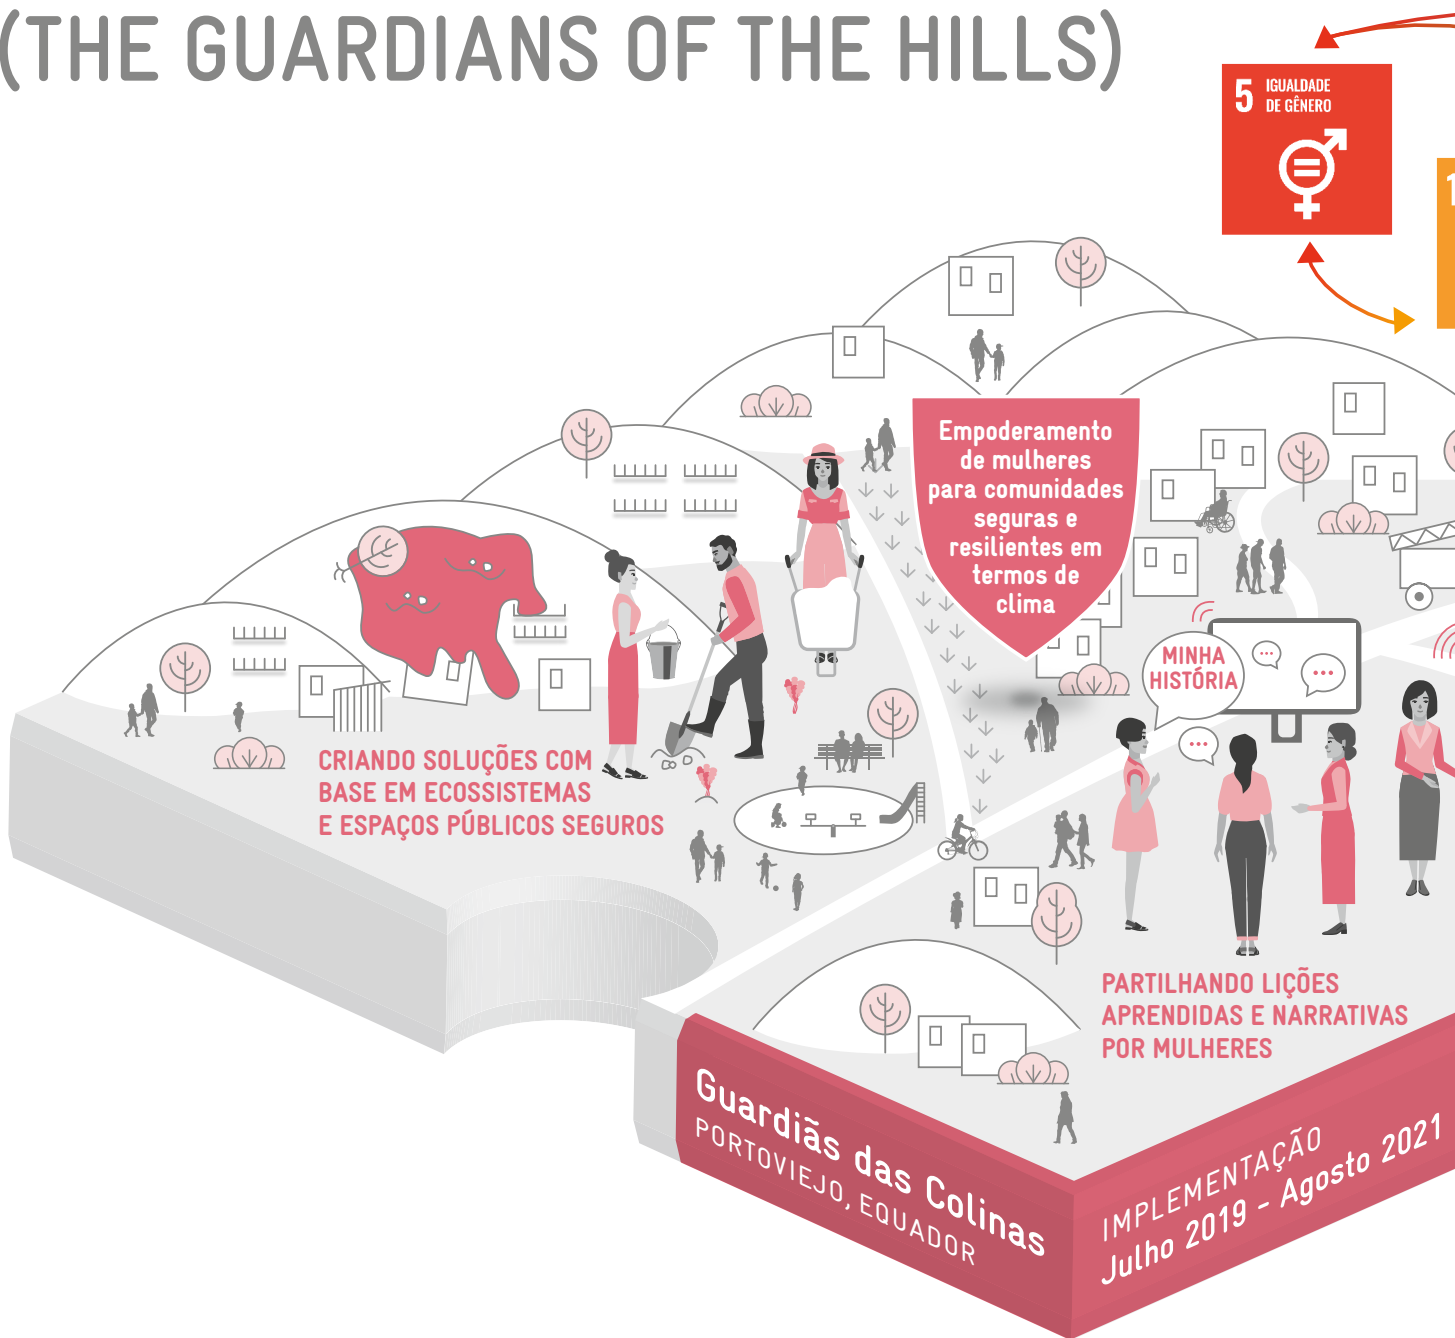 (THE GUARDIANS OF THE HILLS)
5 IGUALDADE
DE GÊNERO
1
Empoderamento
de mulheres
para comunidades
seguras e
resilientes em
termos de
clima
MINHA
HISTÓRIA
CRIANDO SOLUÇÕES COM
BASE EM ECOSSISTEMAS
E ESPAÇOS PÚBLICOS SEGUROS
PARTILHANDO LIÇÕES
APRENDIDAS E NARRATIVAS
POR MULHERES
Guardiãs das Colinas
PORTOVIEJO, EQUADOR
IMPLEMENTAÇÃO
Julho 2019 - Agosto 2021